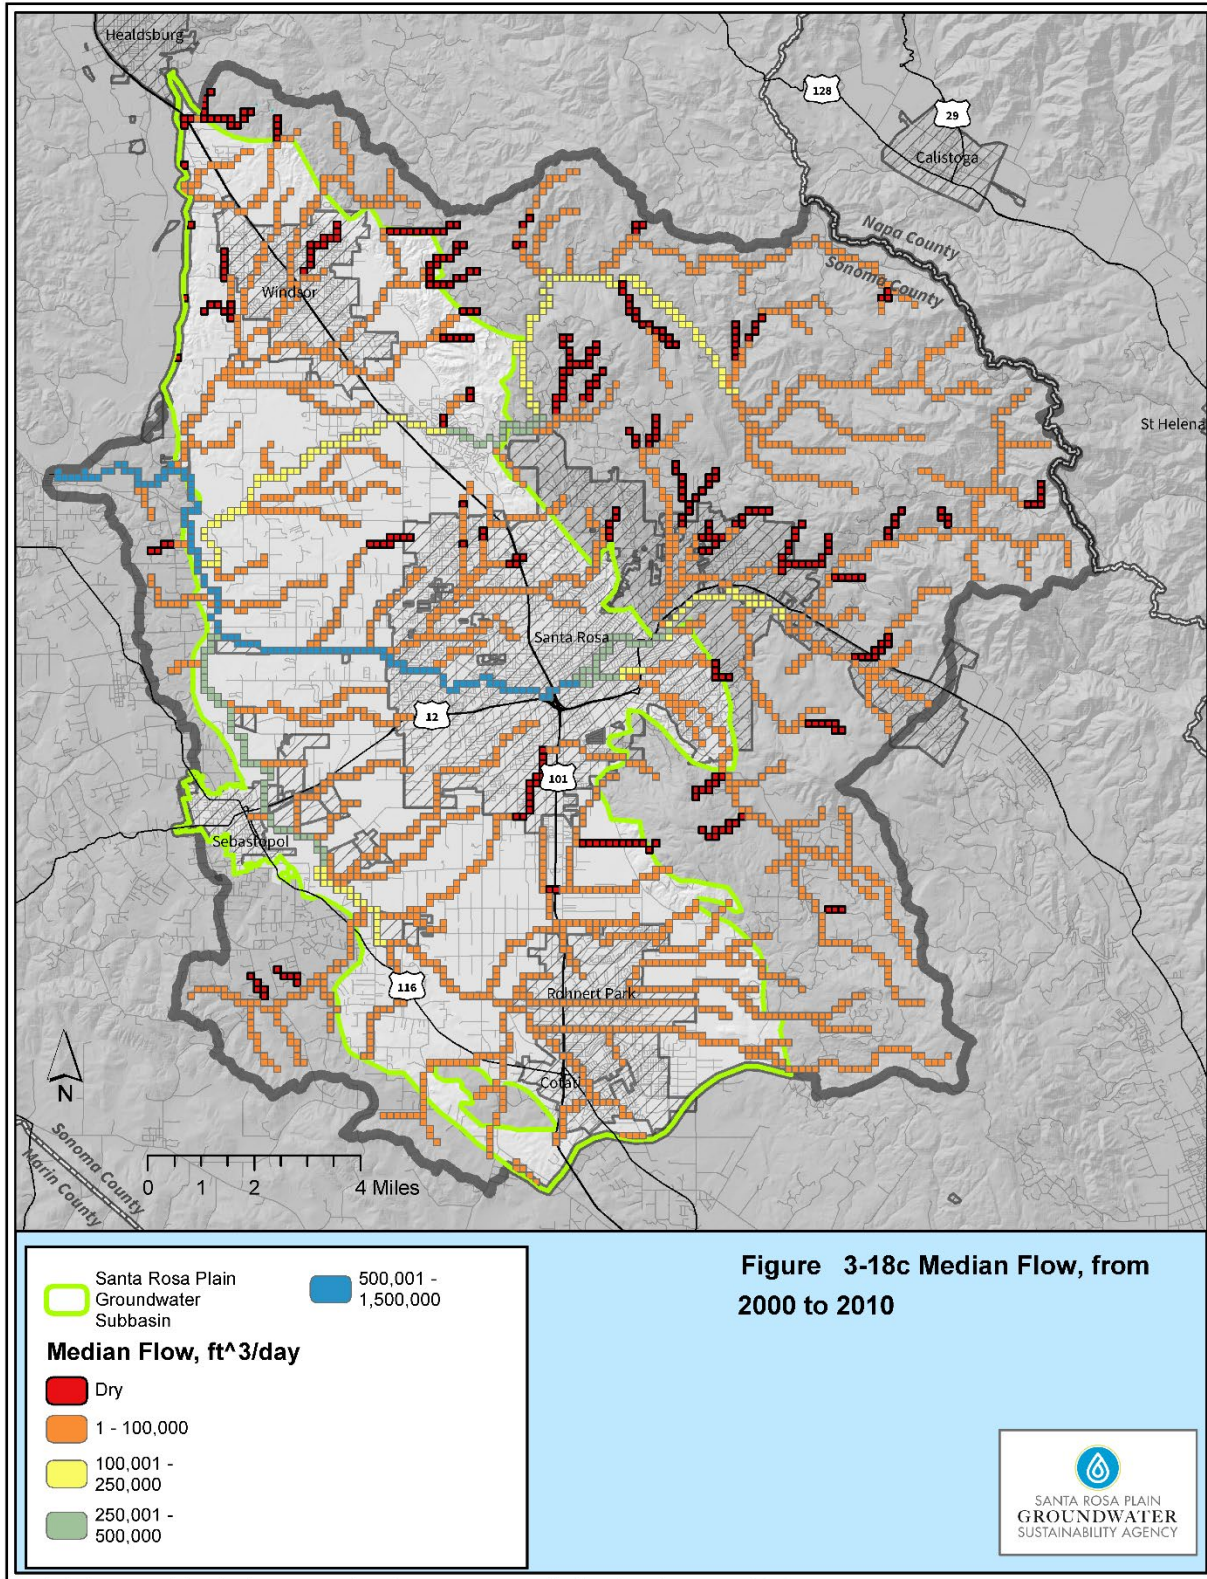 Healdsburg
128
29
Calistoga
Napa County
Sonoma County
Windsor
St Helena
Santa Rosa
12
101
Sebastopol
116
Rohnert Park
Cotati
N
Sonoma County
Marin County
0 1 2 4 Miles
Santa Rosa Plain
Groundwater
Subbasin
500,001 -
1,500,000
Median Flow, ft^3/day
Dry
1 - 100,000
100,001 -
250,000
250,001 -
500,000
Figure 3-18c Median Flow, from
2000 to 2010
SANTA ROSA PLAIN
GROUNDWATER
SUSTAINABILITY AGENCY